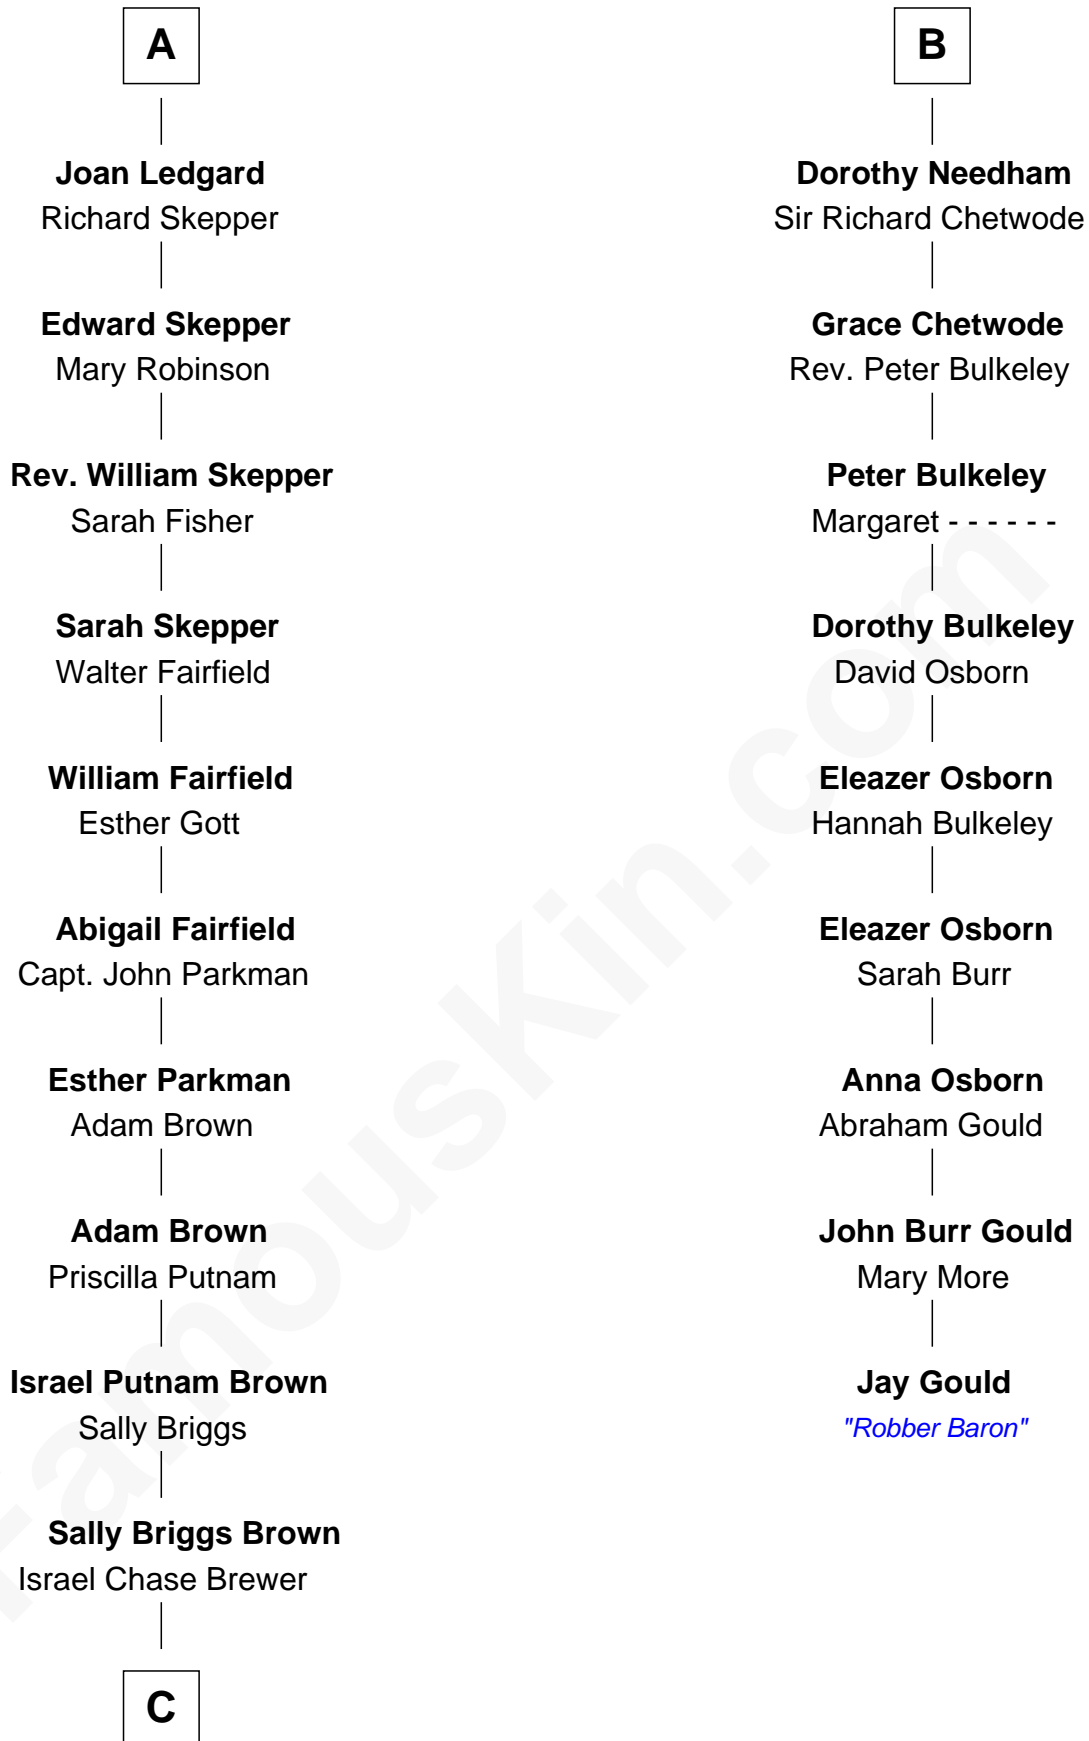 A
Joan Ledgard
Richard Skepper
Edward Skepper
Mary Robinson
Rev. William Skepper
Sarah Fisher
Sarah Skepper
Walter Fairfield
William Fairfield
Esther Gott
Abigail Fairfield
Capt. John Parkman
Esther Parkman
Adam Brown
Adam Brown
Priscilla Putnam
Israel Putnam Brown
Sally Briggs
Sally Briggs Brown
Israel Chase Brewer
C
B
Dorothy Needham
Sir Richard Chetwode
Grace Chetwode
Rev. Peter Bulkeley
Peter Bulkeley
Margaret - - - - - -
Dorothy Bulkeley
David Osborn
Eleazer Osborn
Hannah Bulkeley
Eleazer Osborn
Sarah Burr
Anna Osborn
Abraham Gould
John Burr Gould
Mary More
Jay Gould
"Robber Baron"
FamousKin.com